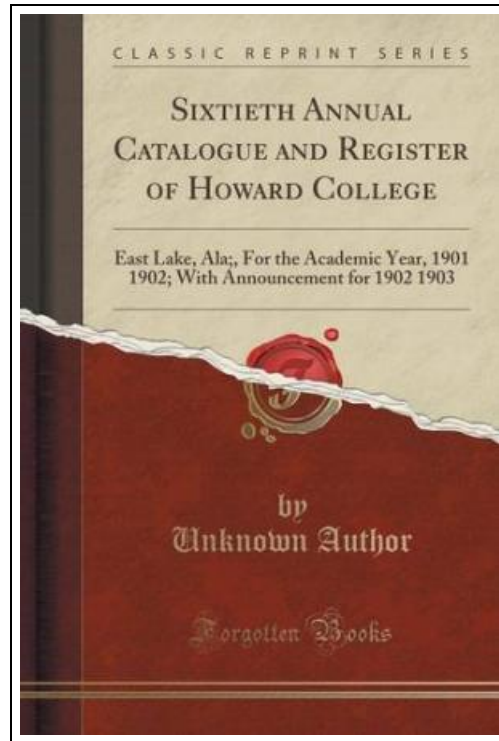 CLASSIC REPRINT SERIES
SIXTIETH ANNUAL
CATALOGUE AND REGISTER
OF HOWARD COLLEGE
East Lake, Ala;, For the Academic Year, 1901
1902; With Announcement for 1902 1903
by
Unknown Author
Forgotten Books